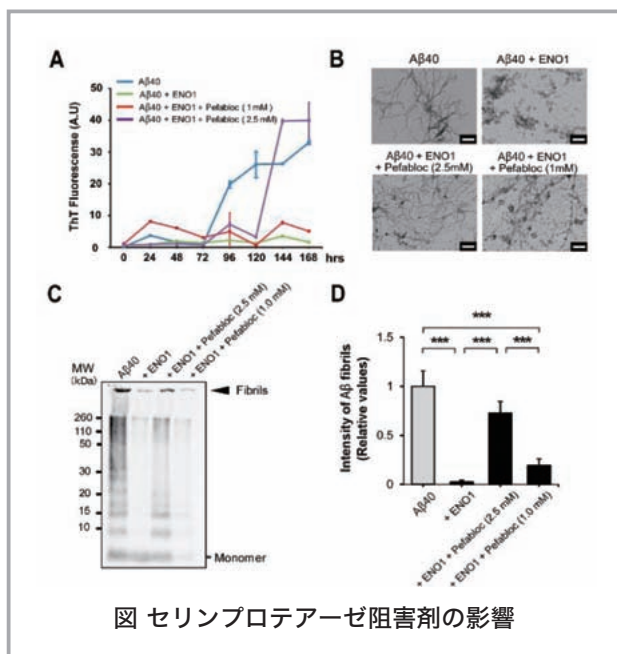 A
Aβ40
Aβ40 + ENO1
Aβ40 + ENO1 + Pefabloc ( 1mM)
Aβ40 + ENO1 + Pefabloc ( 2.5 mM)
ThT Fluorescense (A.U)
50
40
30
20
10
0
0 24 48 72 96 120 144 168 hrs
B
Aβ40
Aβ40 + ENO1
Aβ40 + ENO1
+ Pefabloc (2.5mM)
Aβ40 + ENO1
+ Pefabloc (1mM)
C
MW
(kDa)
Aβ40
+ ENO1
+ ENO1 + Pefabloc (2.5 mM)
+ ENO1 + Pefabloc (1.0 mM)
Fibrils
260
110
50
30
20
15
10
Monomer
D
Intensity of Aβ fibrils
(Relative values)
***
*** *** ***
1
0.5
0
Aβ40
+ ENO1
+ ENO1 + Pefabloc (2.5 mM)
+ ENO1 + Pefabloc (1.0 mM)
図 セリンプロテアーゼ阻害剤の影響